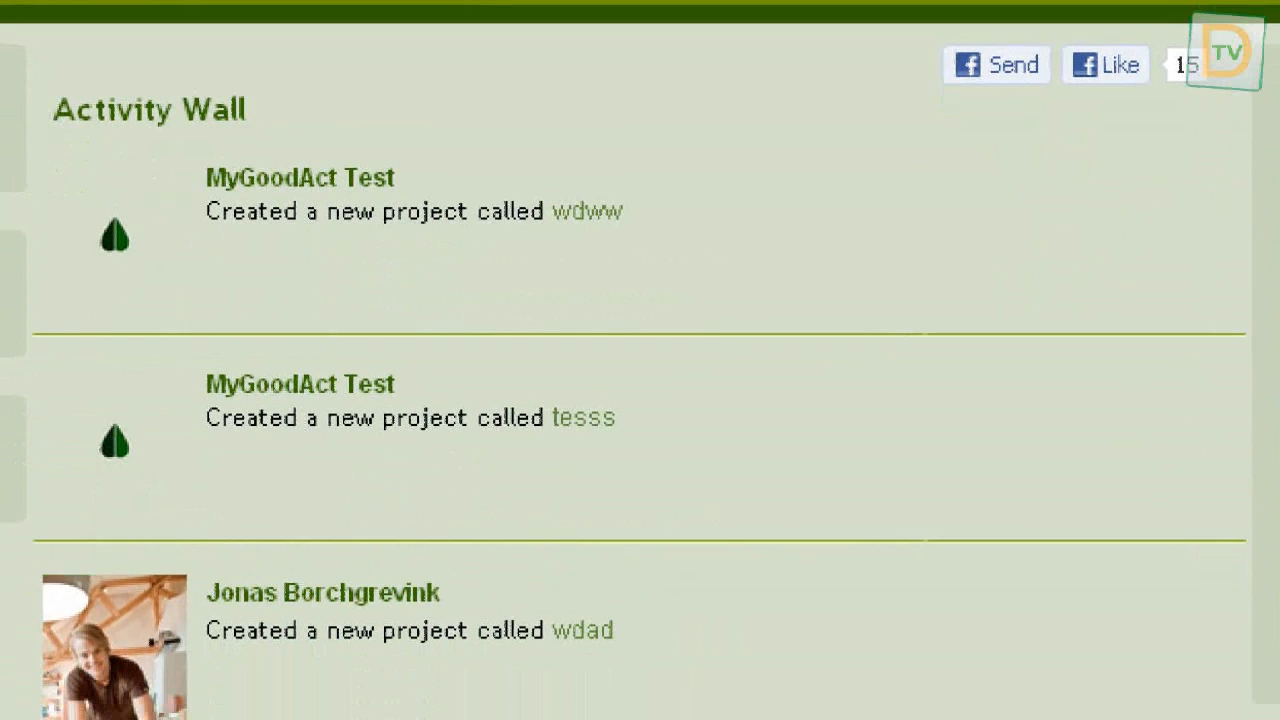 Send
Like
15
TV
Activity Wall
MyGoodAct Test
Created a new project called wdww
MyGoodAct Test
Created a new project called tesss
Jonas Borchgrevink
Created a new project called wdad